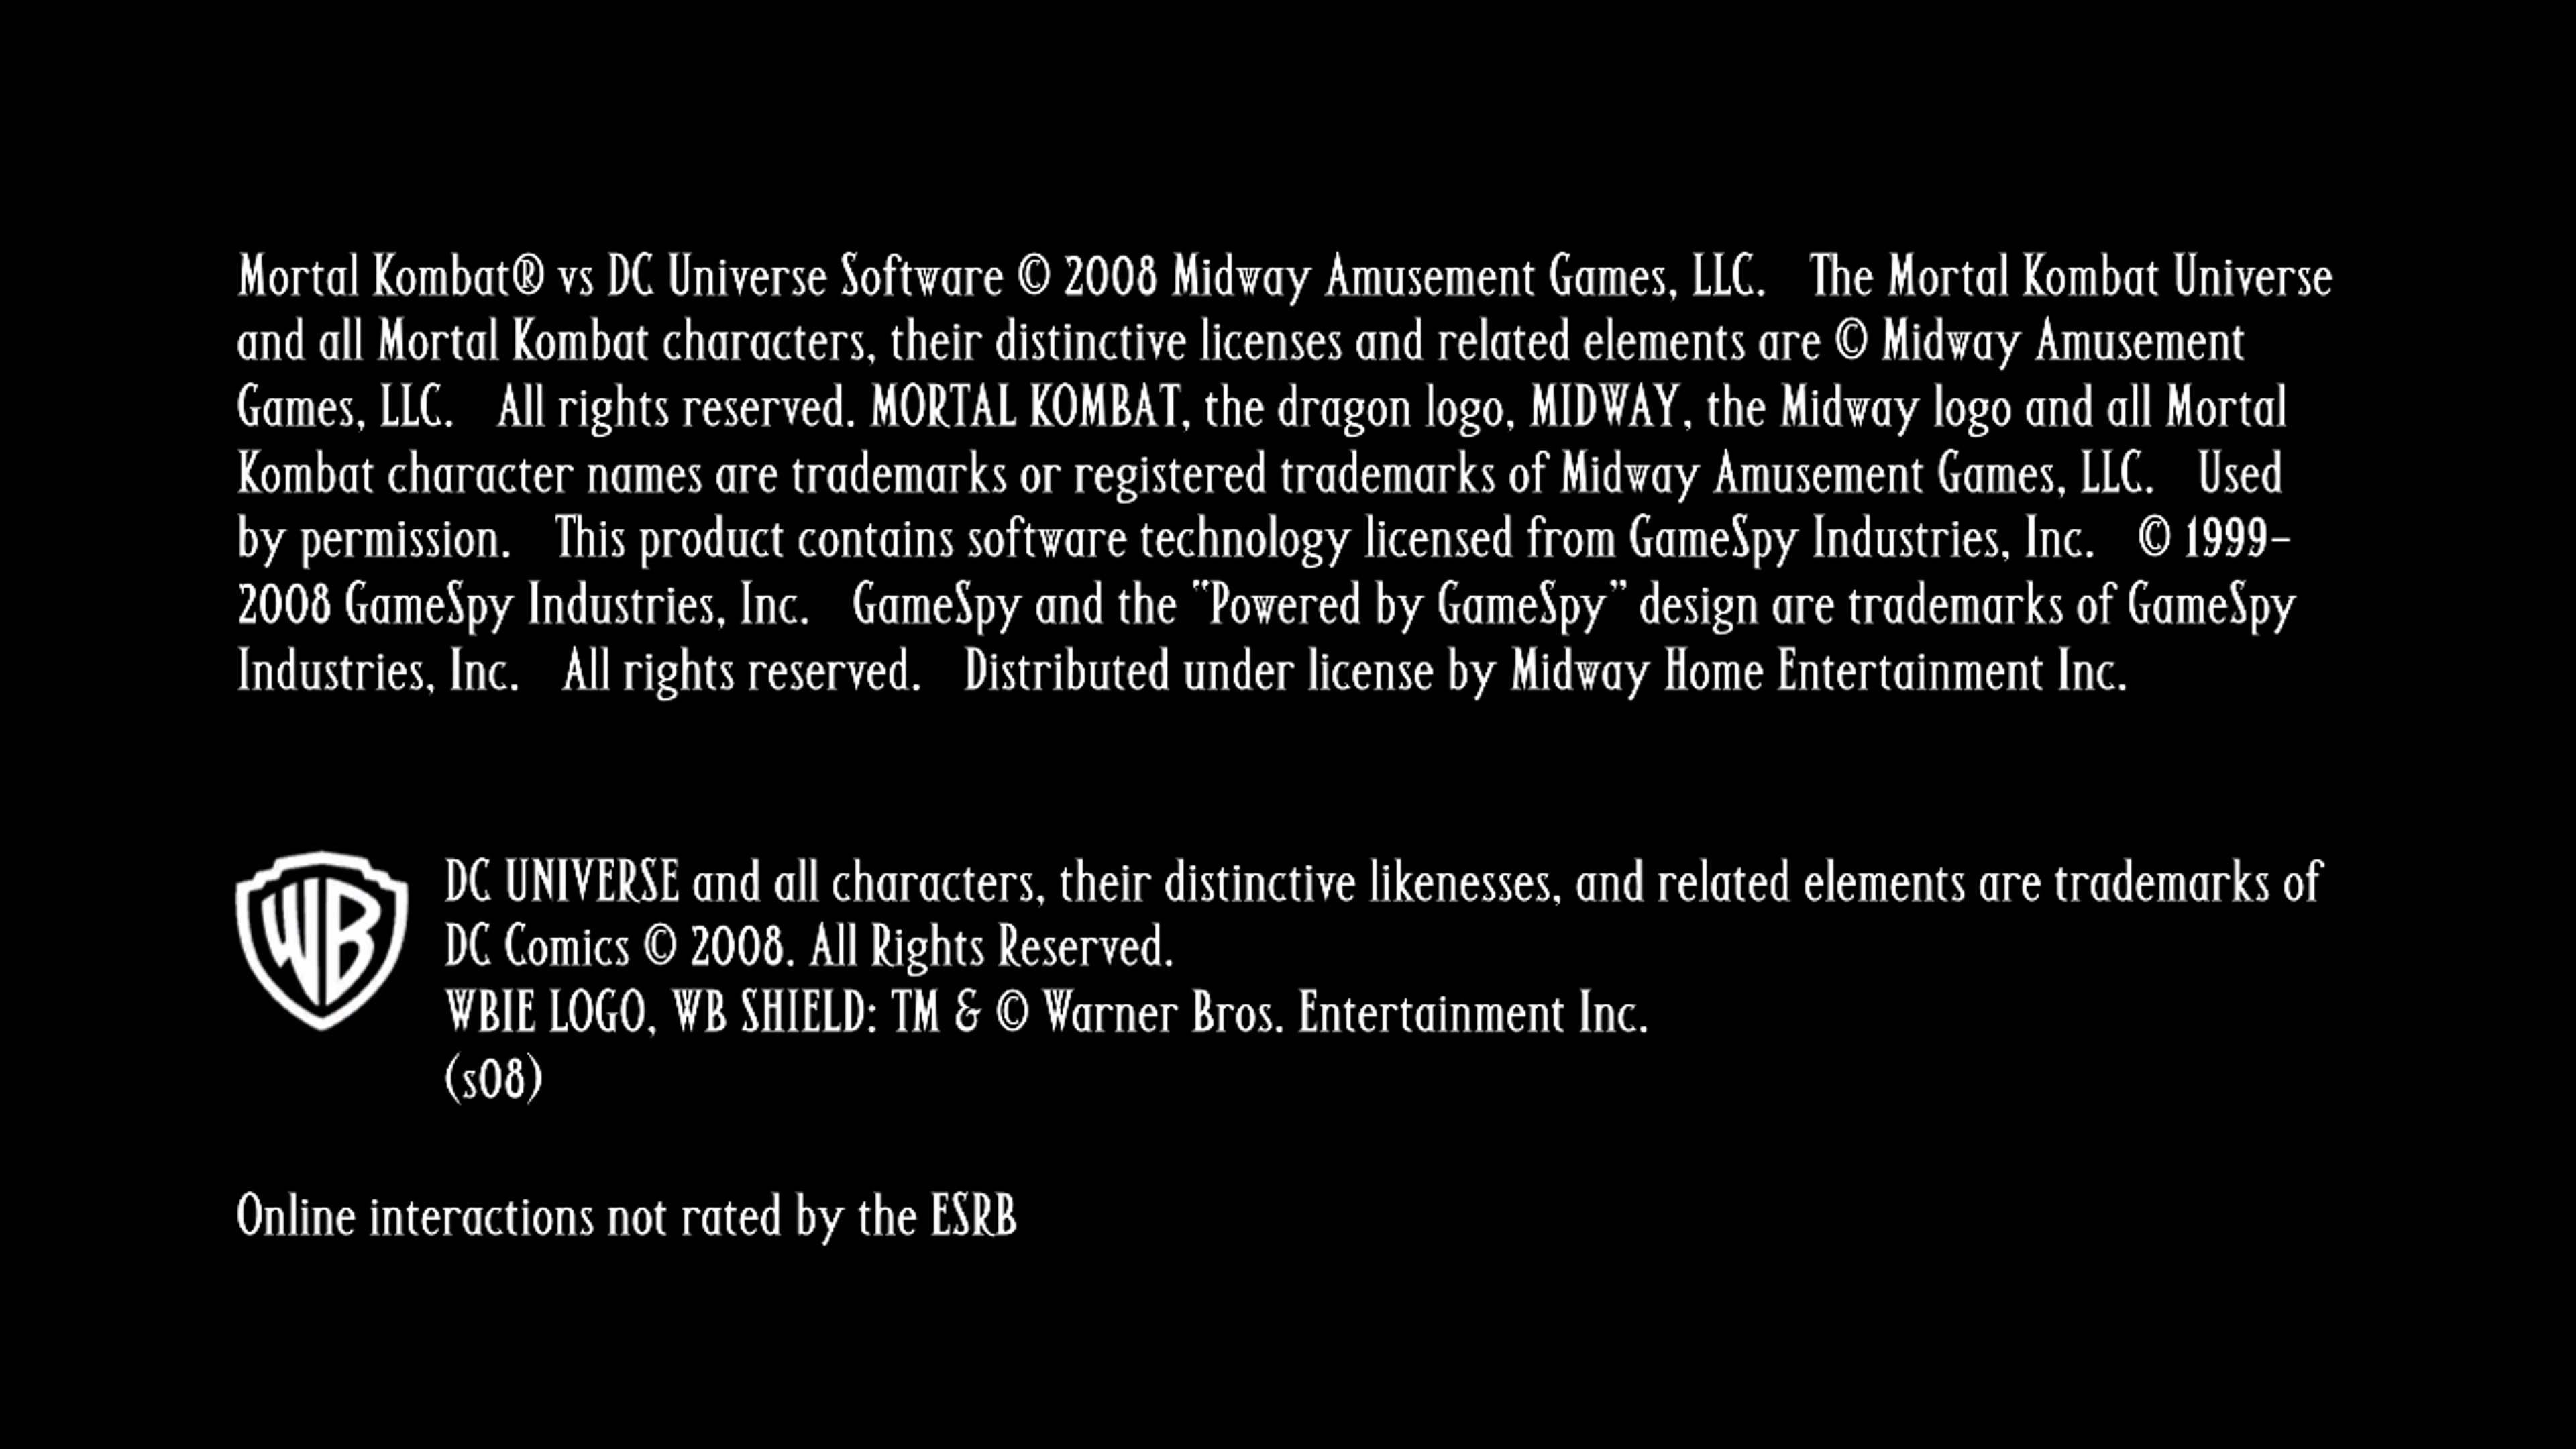 Mortal Kombat® vs DC Universe Software © 2008 Midway Amusement Games, LLC. The Mortal Kombat Universe
and all Mortal Kombat characters, their distinctive licenses and related elements are © Midway Amusement
Games, LLC. All rights reserved. MORTAL KOMBAT, the dragon logo, MIDWAY, the Midway logo and all Mortal
Kombat character names are trademarks or registered trademarks of Midway Amusement Games, LLC. Used
by permission. This product contains software technology licensed from GameSpy Industries, Inc. © 1999-
2008 GameSpy Industries, Inc. GameSpy and the “Powered by GameSpy” design are trademarks of GameSpy
Industries, Inc. All rights reserved. Distributed under license by Midway Home Entertainment Inc.
WB
DC UNIVERSE and all characters, their distinctive likenesses, and related elements are trademarks of
DC Comics © 2008. All Rights Reserved.
WBIE LOGO, WB SHIELD: TM & © Warner Bros. Entertainment Inc.
(s08)
Online interactions not rated by the ESRB